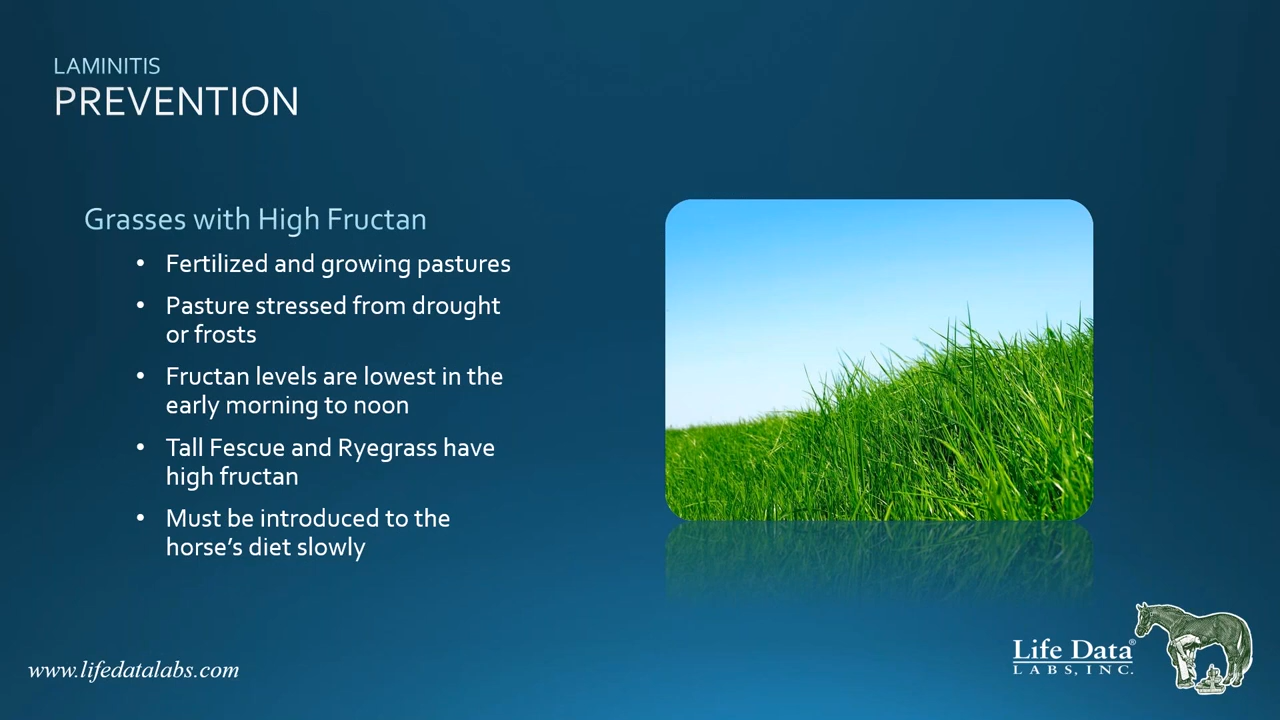 LAMINITIS
PREVENTION
Grasses with High Fructan
• Fertilized and growing pastures
• Pasture stressed from drought
or frosts
• Fructan levels are lowest in the
early morning to noon
• Tall Fescue and Ryegrass have
high fructan
• Must be introduced to the
horse’s diet slowly
www.lifedatalabs.com
Life Data®
LABS, INC.